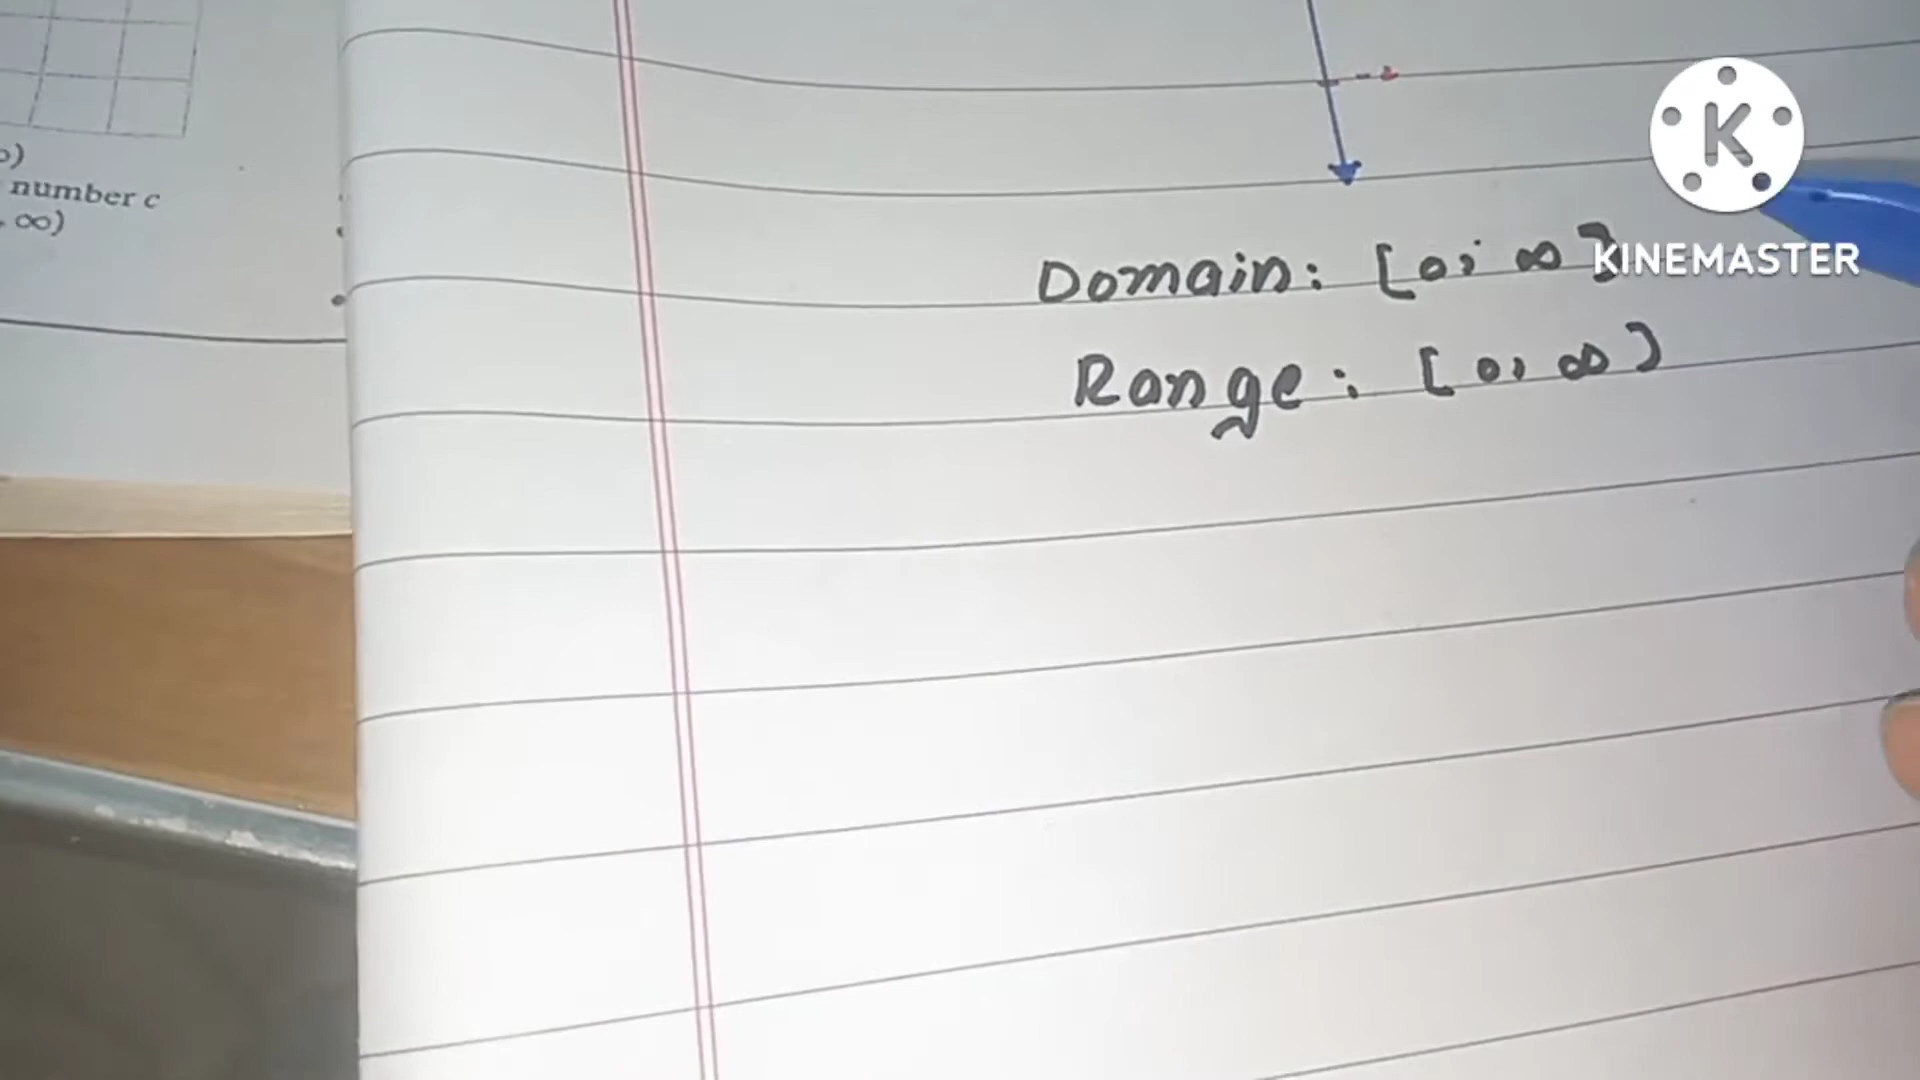 )
number c
, ∞)
Domain: [0, ∞)
KINEMASTER
Range: [0, ∞)